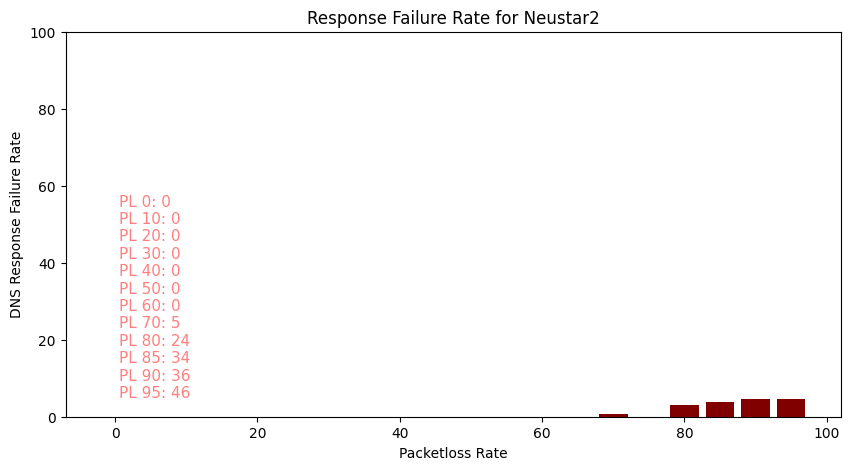 Response Failure Rate for Neustar2
100
80
60
40
20
0
DNS Response Failure Rate
PL 0: 0
PL 10: 0
PL 20: 0
PL 30: 0
PL 40: 0
PL 50: 0
PL 60: 0
PL 70: 5
PL 80: 24
PL 85: 34
PL 90: 36
PL 95: 46
0 20 40 60 80 100
Packetloss Rate